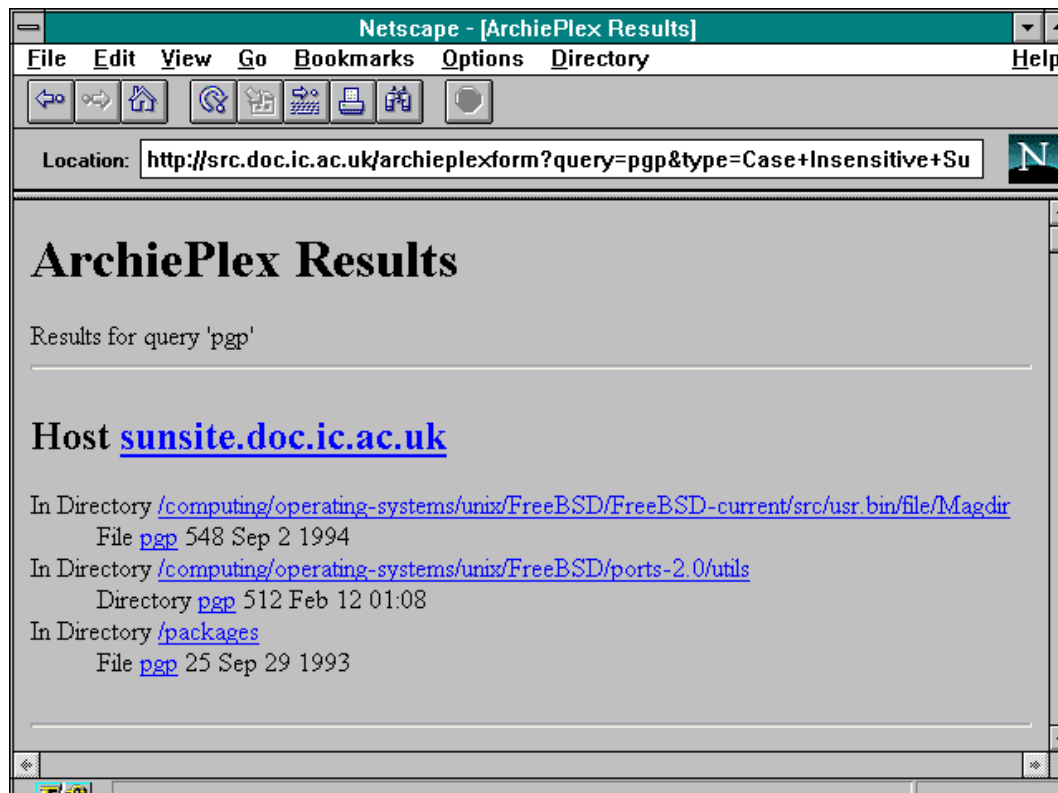 Netscape - [ArchiePlex Results]
File Edit View Go Bookmarks Options Directory Help
Location: http://src.doc.ic.ac.uk/archieplexform?query=pgp&type=Case+Insensitive+Su
N
ArchiePlex Results
Results for query 'pgp'
Host sunsite.doc.ic.ac.uk
In Directory /computing/operating-systems/unix/FreeBSD/FreeBSD-current/src/usr.bin/file/Magdir
File pgp 548 Sep 2 1994
In Directory /computing/operating-systems/unix/FreeBSD/ports-2.0/utils
Directory pgp 512 Feb 12 01:08
In Directory /packages
File pgp 25 Sep 29 1993